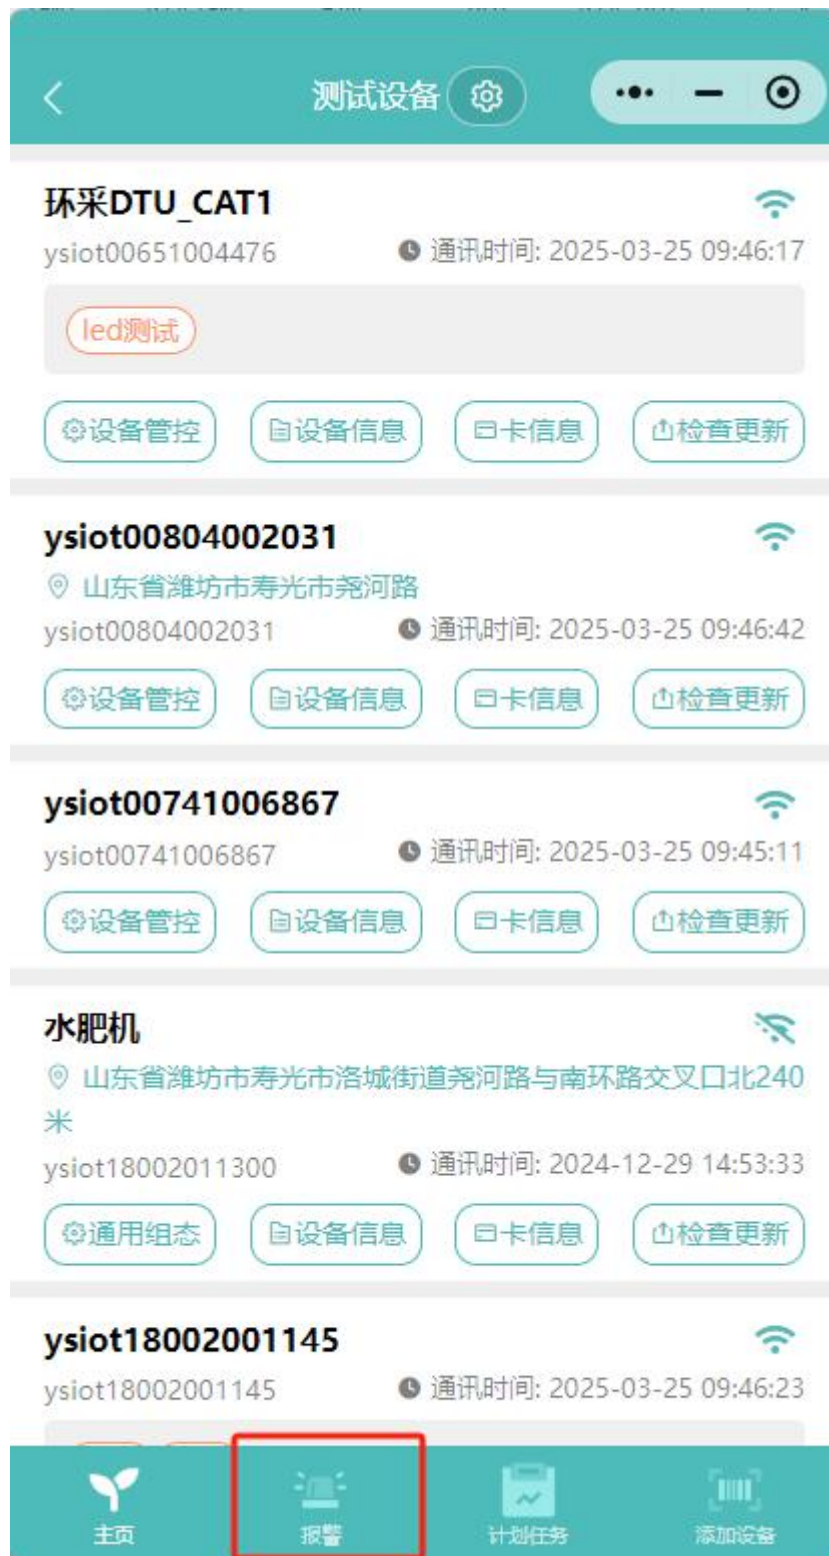 测试设备
环采DTU_CAT1
ysiot00651004476 通讯时间: 2025-03-25 09:46:17
led测试
设备管控 设备信息 卡信息 检查更新
ysiot00804002031
山东省潍坊市寿光市尧河路
ysiot00804002031 通讯时间: 2025-03-25 09:46:42
设备管控 设备信息 卡信息 检查更新
ysiot00741006867
ysiot00741006867 通讯时间: 2025-03-25 09:45:11
设备管控 设备信息 卡信息 检查更新
水肥机
山东省潍坊市寿光市洛城街道尧河路与南环路交叉口北240
米
ysiot18002011300 通讯时间: 2024-12-29 14:53:33
通用组态 设备信息 卡信息 检查更新
ysiot18002001145
ysiot18002001145 通讯时间: 2025-03-25 09:46:23
主页 报警 计划任务 添加设备